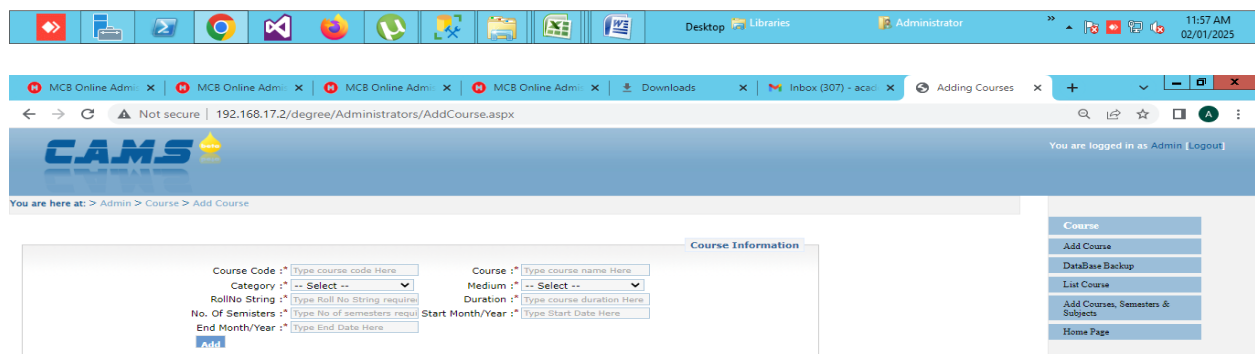 Desktop Libraries Administrator » 11:57 AM
02/01/2025
MCB Online Admi MCB Online Admi MCB Online Admi MCB Online Admi Downloads Inbox (307) - acad Adding Courses
Not secure | 192.168.17.2/degree/Administrators/AddCourse.aspx A
C.A.M.S
You are logged in as Admin [Logout]
You are here at: > Admin > Course > Add Course
Course Information
Course Code :* Type course code Here Course :* Type course name Here
Category :* -- Select -- Medium :* -- Select --
RollNo String :* Type Roll No String require Duration :* Type course duration Here
No. Of Semisters :* Type No of semesters requi Start Month/Year :* Type Start Date Here
End Month/Year :* Type End Date Here
Add
Course
Add Course
DataBase Backup
List Course
Add Courses, Semesters &
Subjects
Home Page